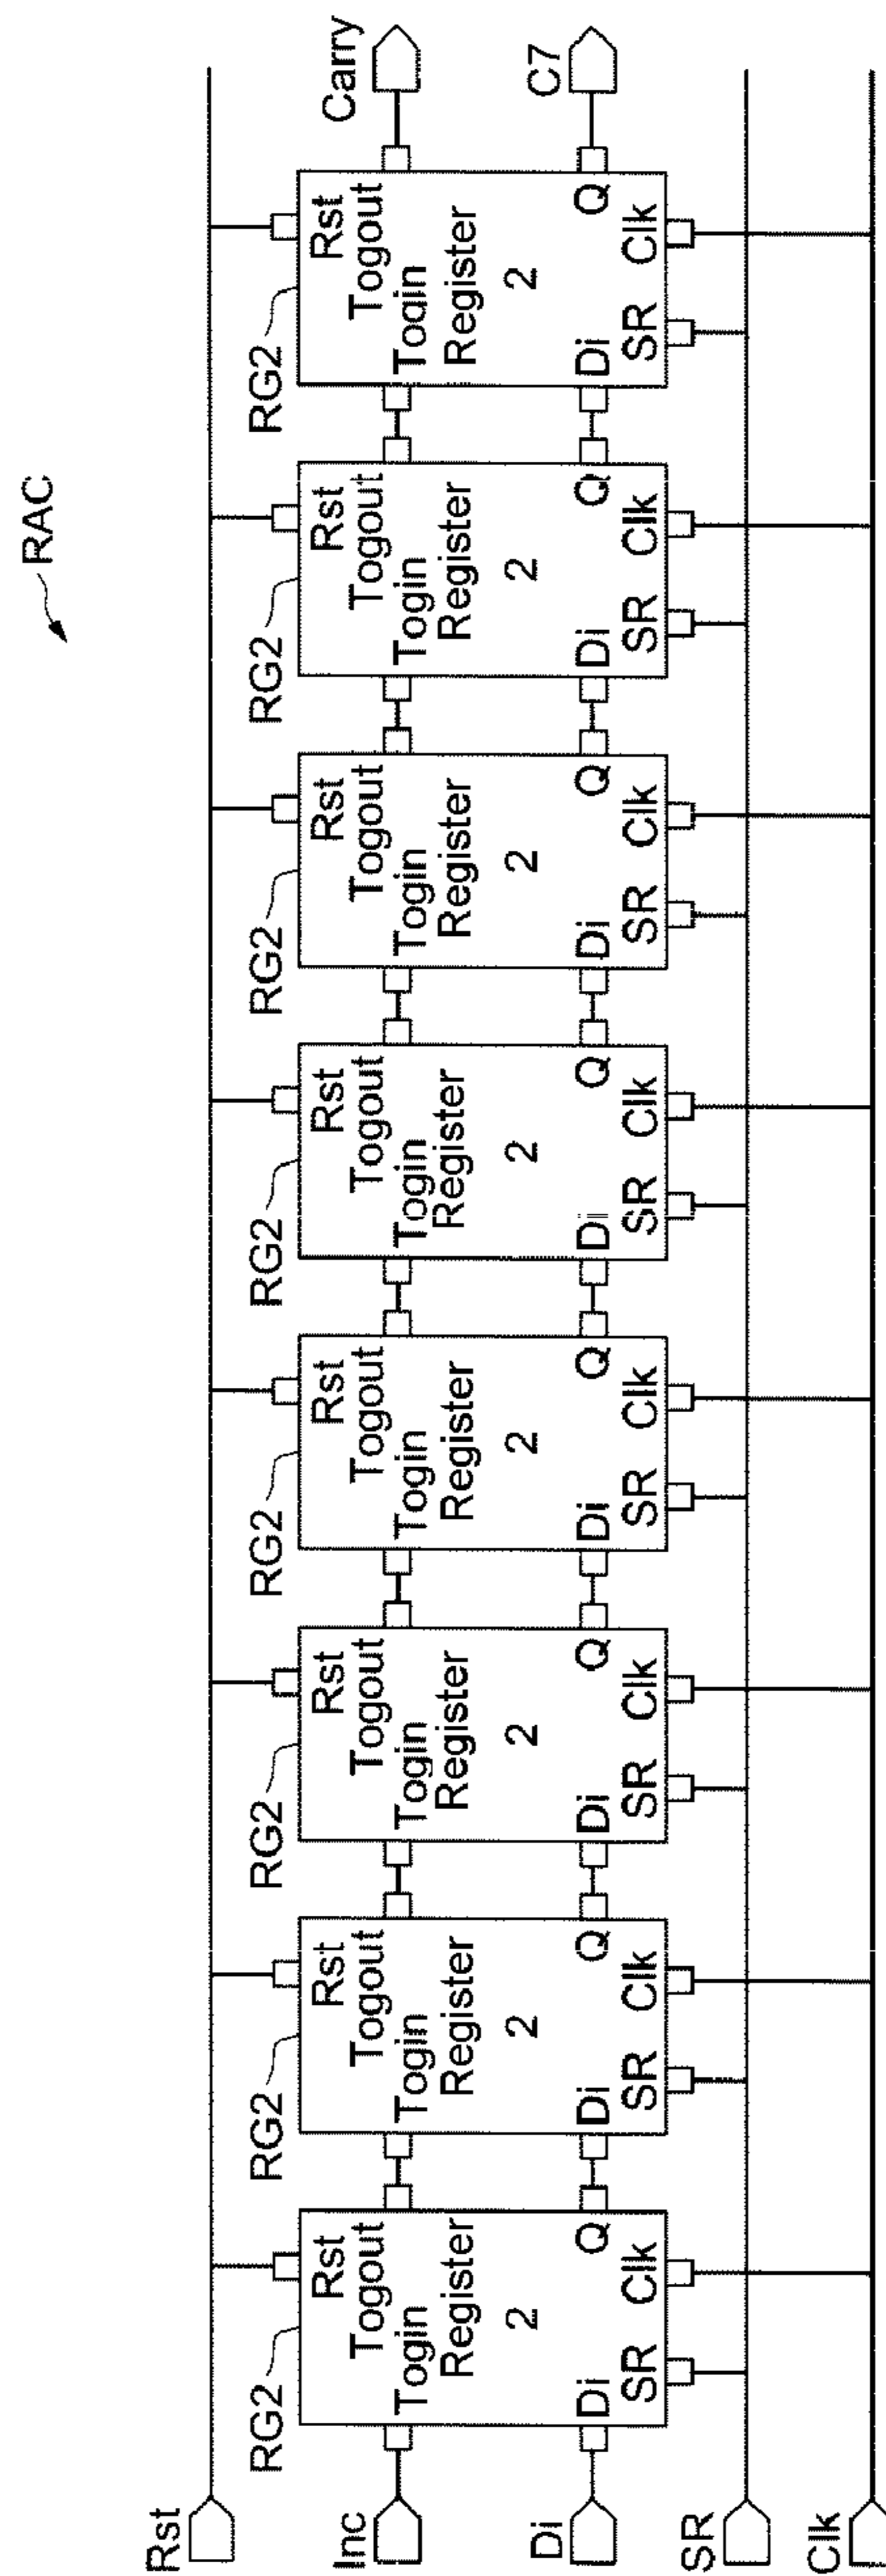 RAC
Rst
Inc
Di
SR
Clk
RG2
Rst
Togout
Togin
Register
2
Di
Q
SR
Clk
RG2
Rst
Togout
Togin
Register
2
Di
Q
SR
Clk
RG2
Rst
Togout
Togin
Register
2
Di
Q
SR
Clk
RG2
Rst
Togout
Togin
Register
2
Di
Q
SR
Clk
RG2
Rst
Togout
Togin
Register
2
Di
Q
SR
Clk
RG2
Rst
Togout
Togin
Register
2
Di
Q
SR
Clk
RG2
Rst
Togout
Togin
Register
2
Di
Q
SR
Clk
RG2
Rst
Togout
Togin
Register
2
Di
Q
SR
Clk
Carry
C7